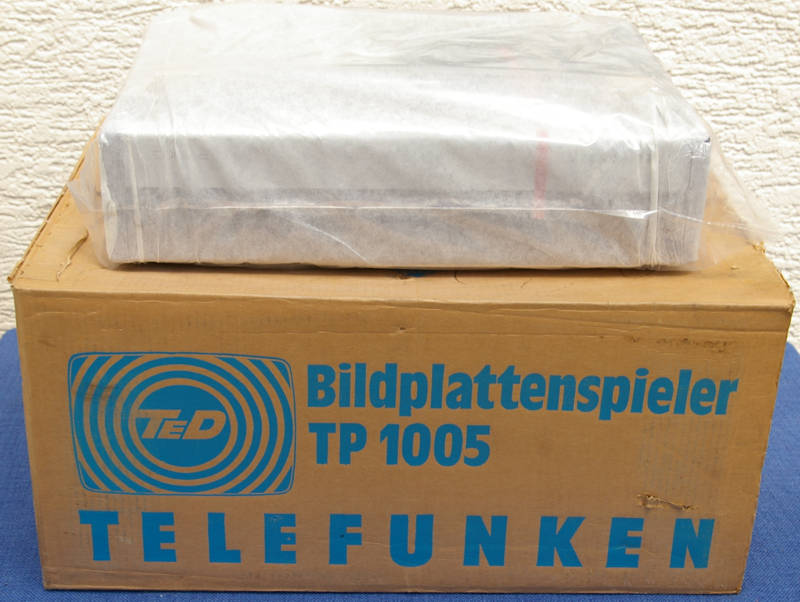 TED
Bildplattenspieler
TP 1005
TELEFUNKEN